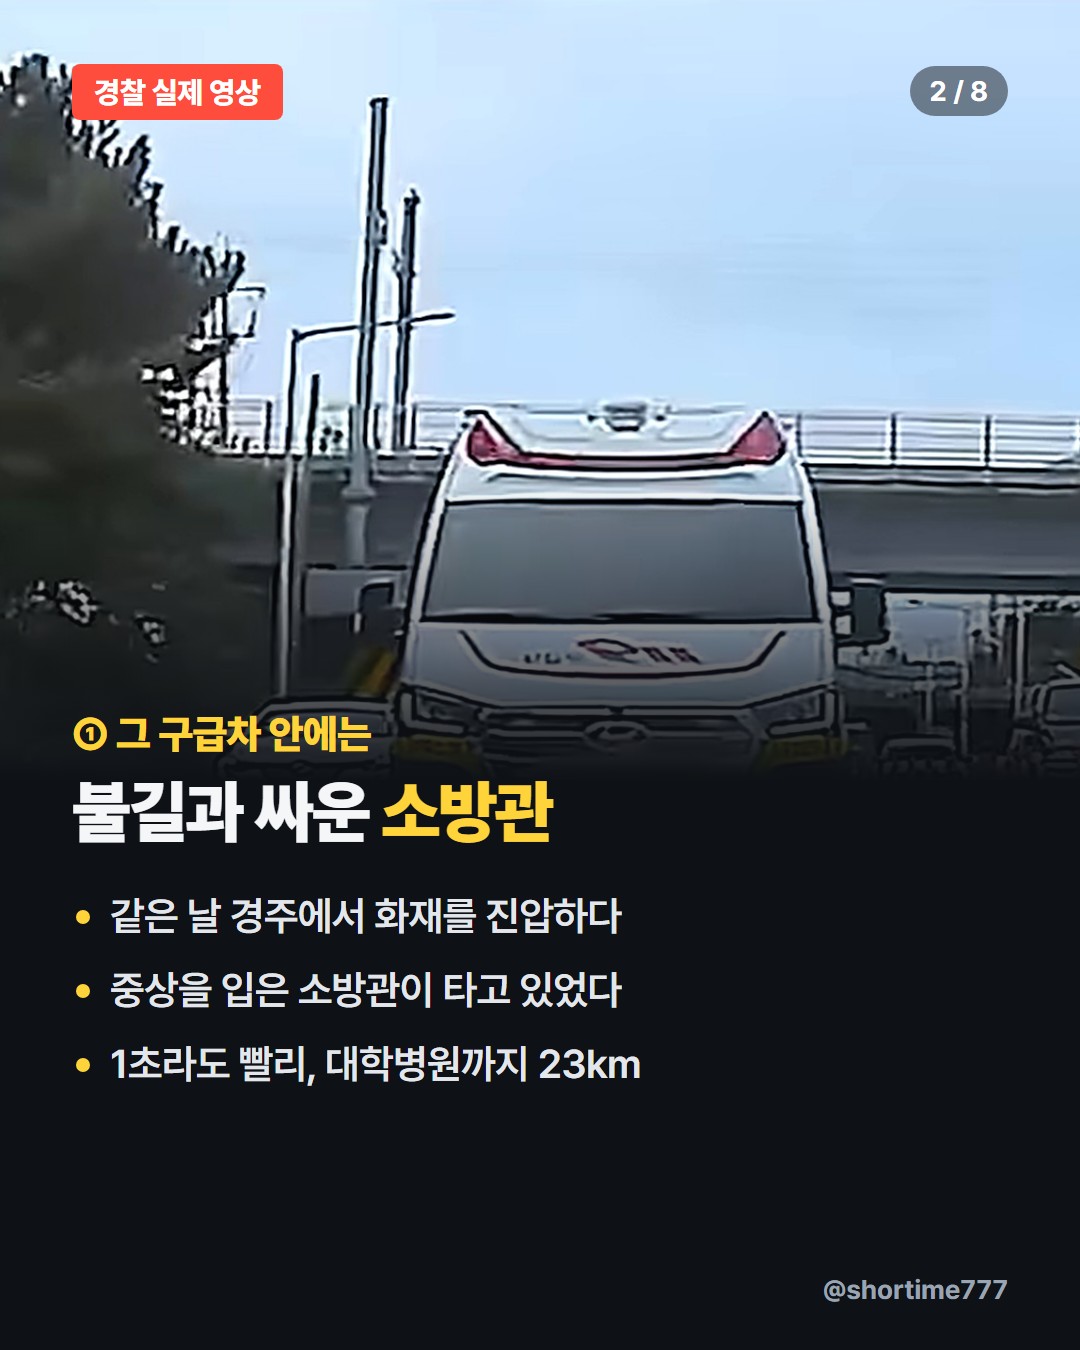 경찰 실제 영상
2 / 8
① 그 구급차 안에는
불길과 싸운 소방관
• 같은 날 경주에서 화재를 진압하다
• 중상을 입은 소방관이 타고 있었다
• 1초라도 빨리, 대학병원까지 23km
@shortime777